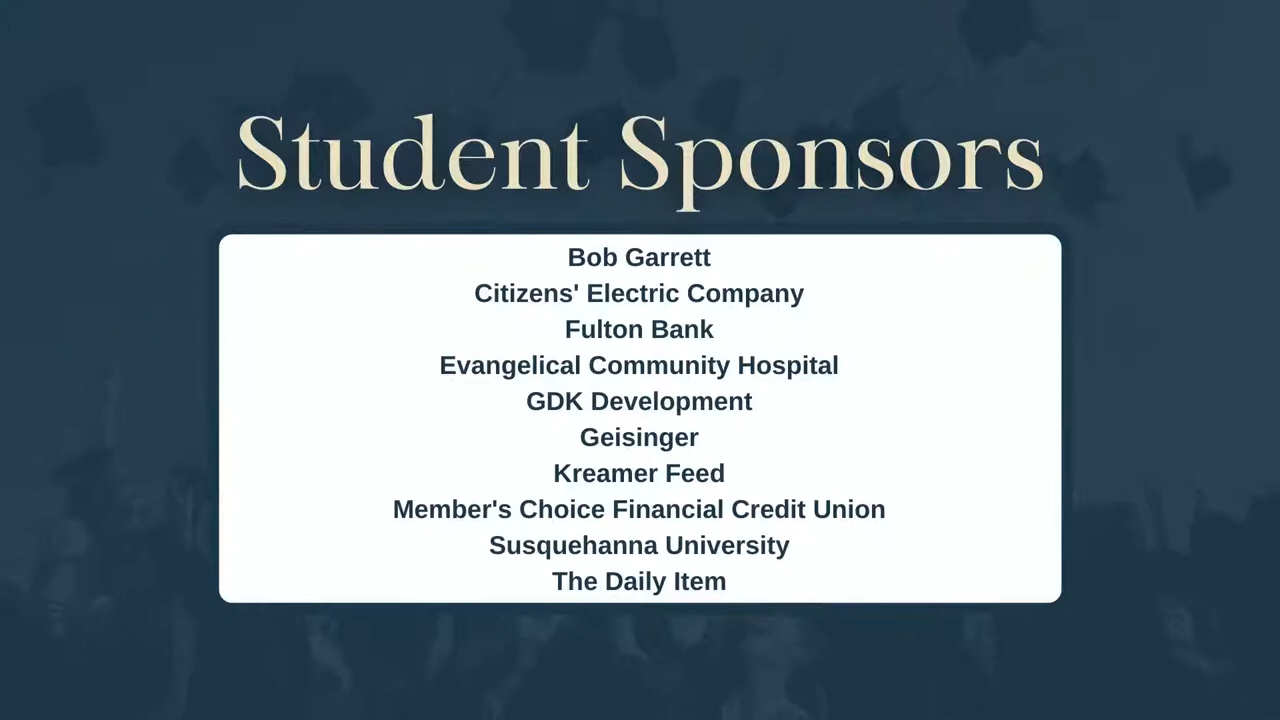 Student Sponsors
Bob Garrett
Citizens' Electric Company
Fulton Bank
Evangelical Community Hospital
GDK Development
Geisinger
Kreamer Feed
Member's Choice Financial Credit Union
Susquehanna University
The Daily Item